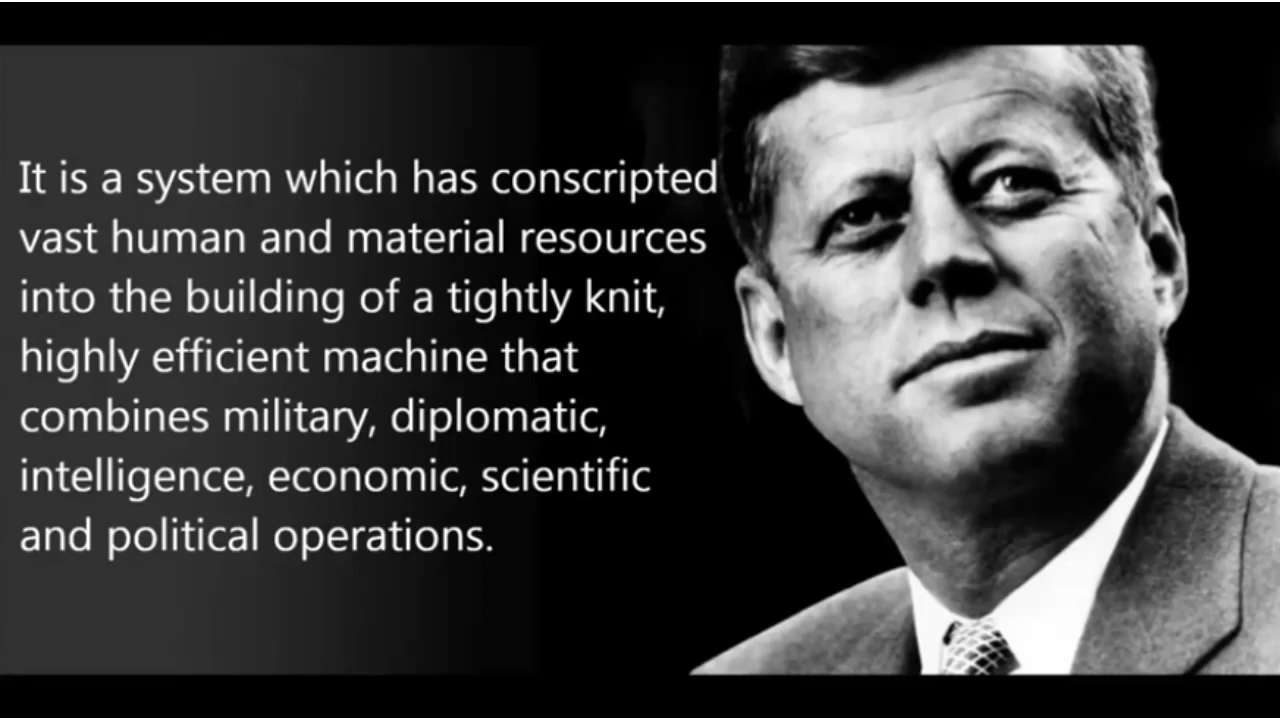 It is a system which has conscripted
vast human and material resources
into the building of a tightly knit,
highly efficient machine that
combines military, diplomatic,
intelligence, economic, scientific
and political operations.